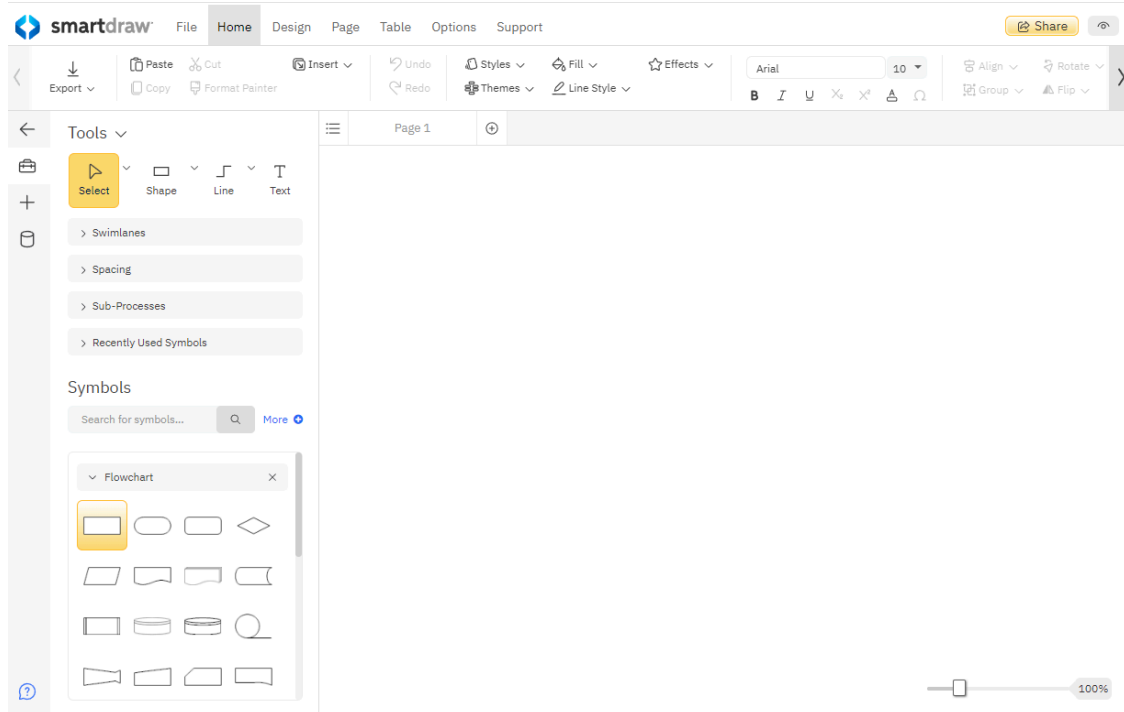 smartdraw File Home Design Page Table Options Support Share
Paste Cut Insert Undo Styles Fill Effects Arial 10 Align Rotate
Export Copy Format Painter Redo Themes Line Style B I U X₂ X² A Ω Group Flip
Tools Page 1
Select Shape Line T Text
Swimlanes
Spacing
Sub-Processes
Recently Used Symbols
Symbols
Search for symbols... More
Flowchart
100%